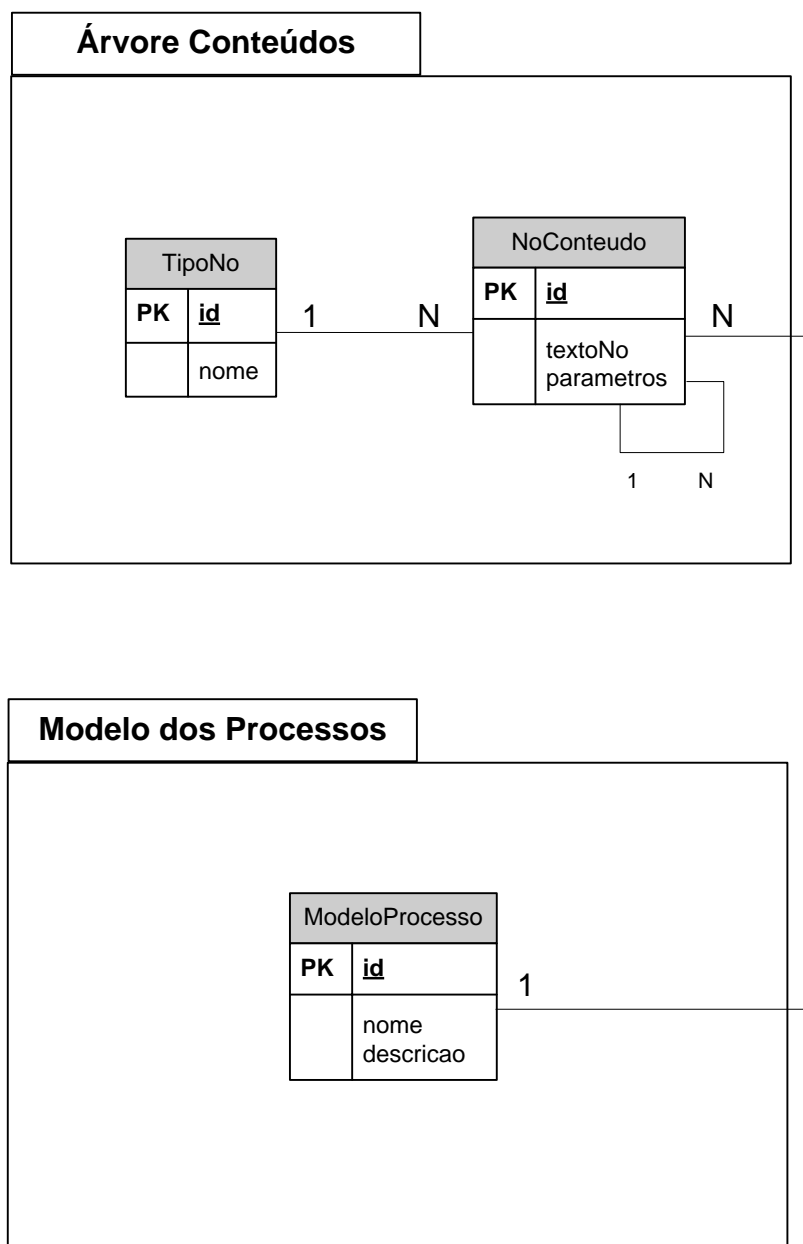 Árvore Conteúdos
TipoNo
PK id
nome
1 N
NoConteudo
PK id
textoNo
parametros
N
1 N
Modelo dos Processos
ModeloProcesso
PK id
nome
descricao
1